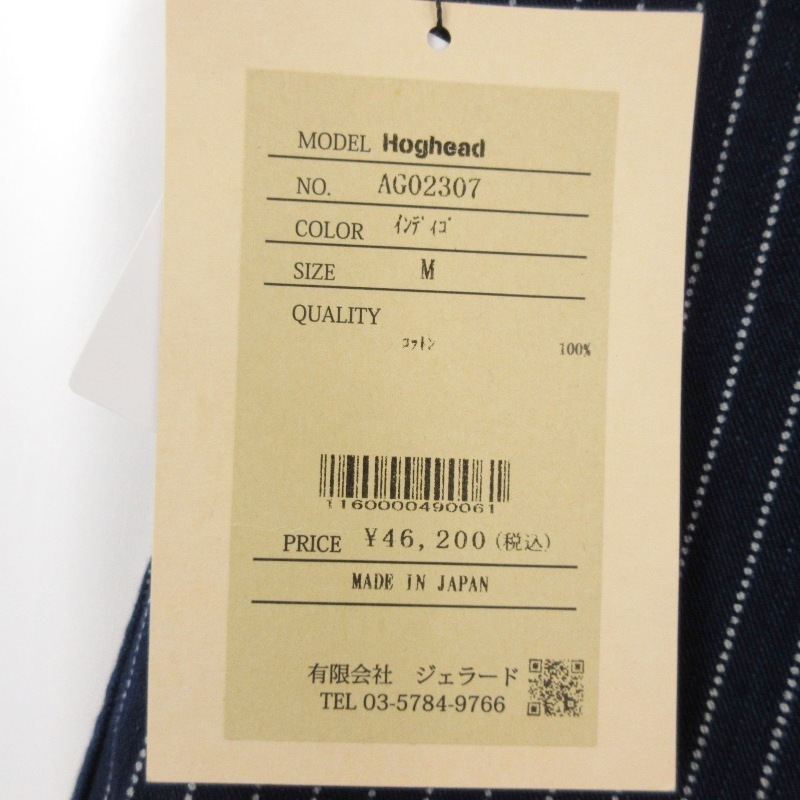 MODEL Hoghead
NO. AG02307
COLOR ｲﾝﾃﾞｨｺﾞ
SIZE M
QUALITY
ｺｯﾄﾝ 100%
1160000490061
PRICE ¥46,200(税込)
MADE IN JAPAN
有限会社　ジェラード
TEL 03-5784-9766